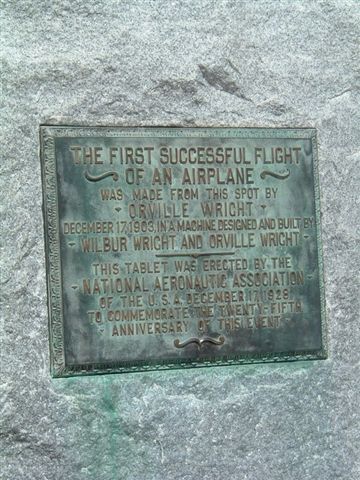 THE FIRST SUCCESSFUL FLIGHT
OF AN AIRPLANE
WAS MADE FROM THIS SPOT BY
· ORVILLE WRIGHT ·
DECEMBER 17, 1903, IN A MACHINE DESIGNED AND BUILT BY
· WILBUR WRIGHT AND ORVILLE WRIGHT ·
THIS TABLET WAS ERECTED BY THE
· NATIONAL AERONAUTIC ASSOCIATION ·
OF THE U.S.A. DECEMBER 17, 1928,
TO COMMEMORATE THE TWENTY-FIFTH
· ANNIVERSARY OF THIS EVENT ·